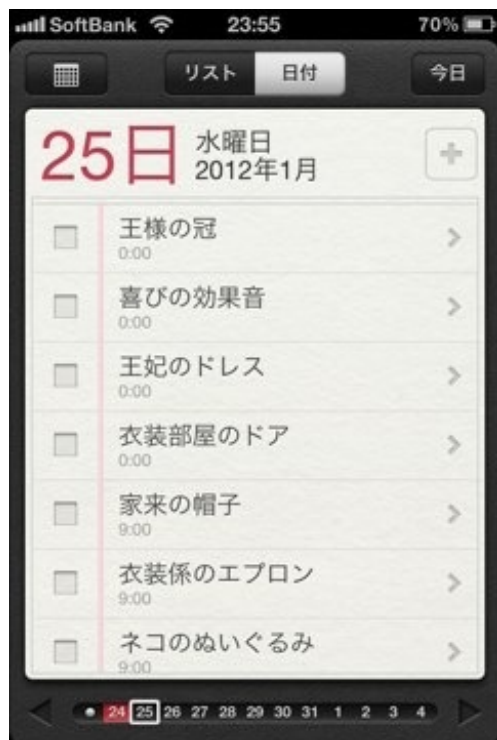 SoftBank 23:55 70%
リスト 日付 今日
25日 水曜日
2012年1月
王様の冠
0:00
喜びの効果音
0:00
王妃のドレス
0:00
衣装部屋のドア
0:00
家来の帽子
9:00
衣装係のエプロン
9:00
ネコのぬいぐるみ
9:00
24 25 26 27 28 29 30 31 1 2 3 4